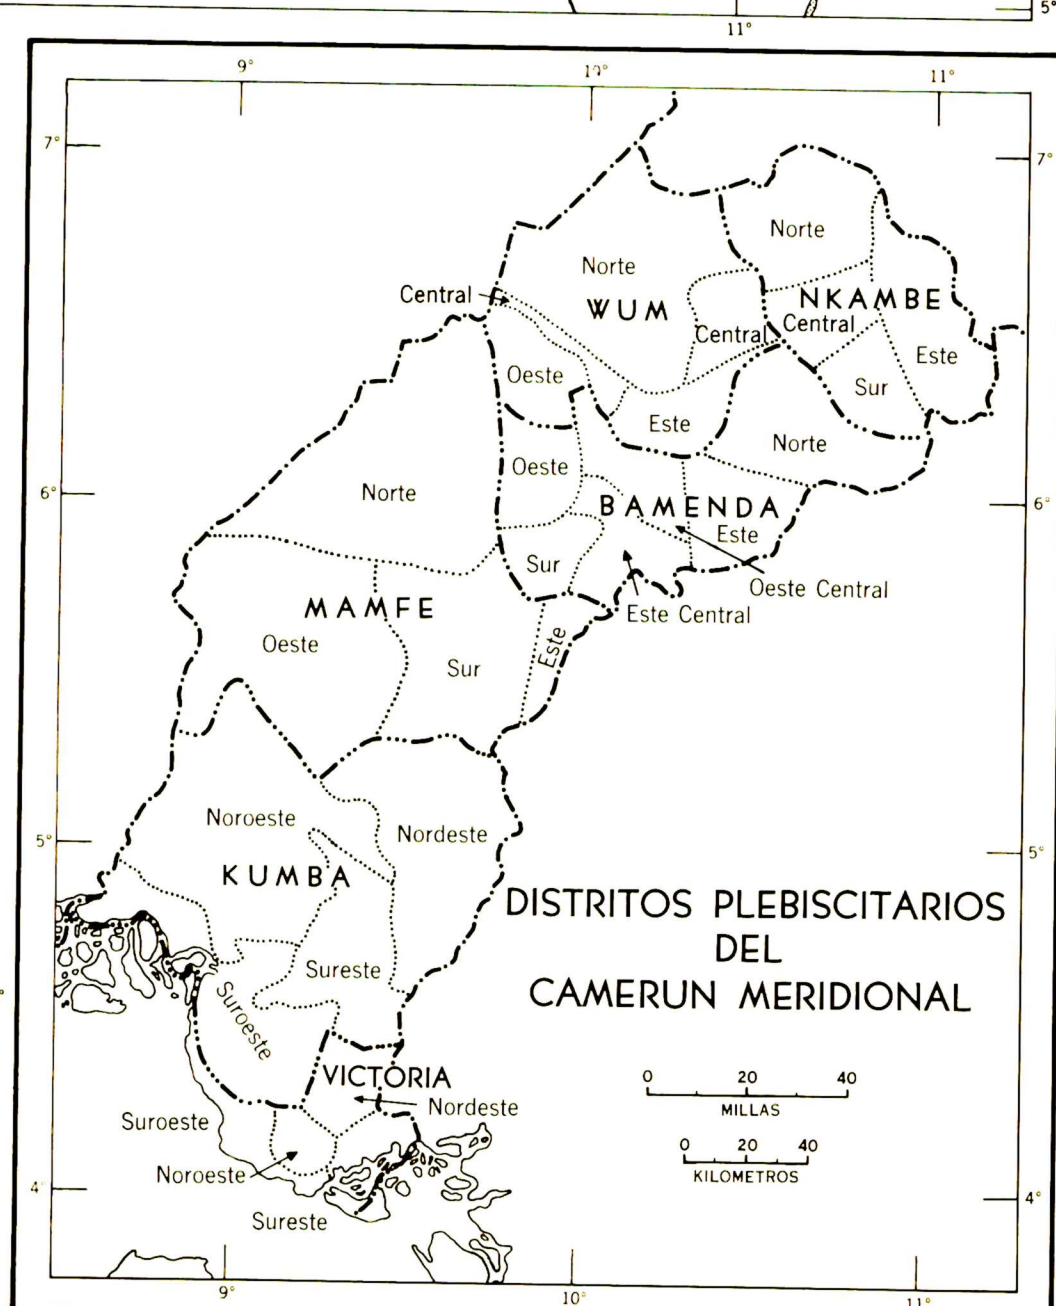 11°
5°
9°
10°
11°
7°
7°
Norte
Norte
Central
WUM
NKAMBE
Central
Central
Este
Oeste
Sur
Este
Norte
Oeste
Norte
6°
BAMENDA
6°
Este
Sur
Oeste Central
MAMFE
Este Central
Oeste
Este
Sur
Noroeste
Nordeste
5°
5°
KUMBA
DISTRITOS PLEBISCITARIOS
DEL
CAMERUN MERIDIONAL
Sureste
Suroeste
VICTORIA
0 20 40
MILLAS
Nordeste
Suroeste
0 20 40
KILOMETROS
Noroeste
4°
4°
Sureste
9°
10°
11°